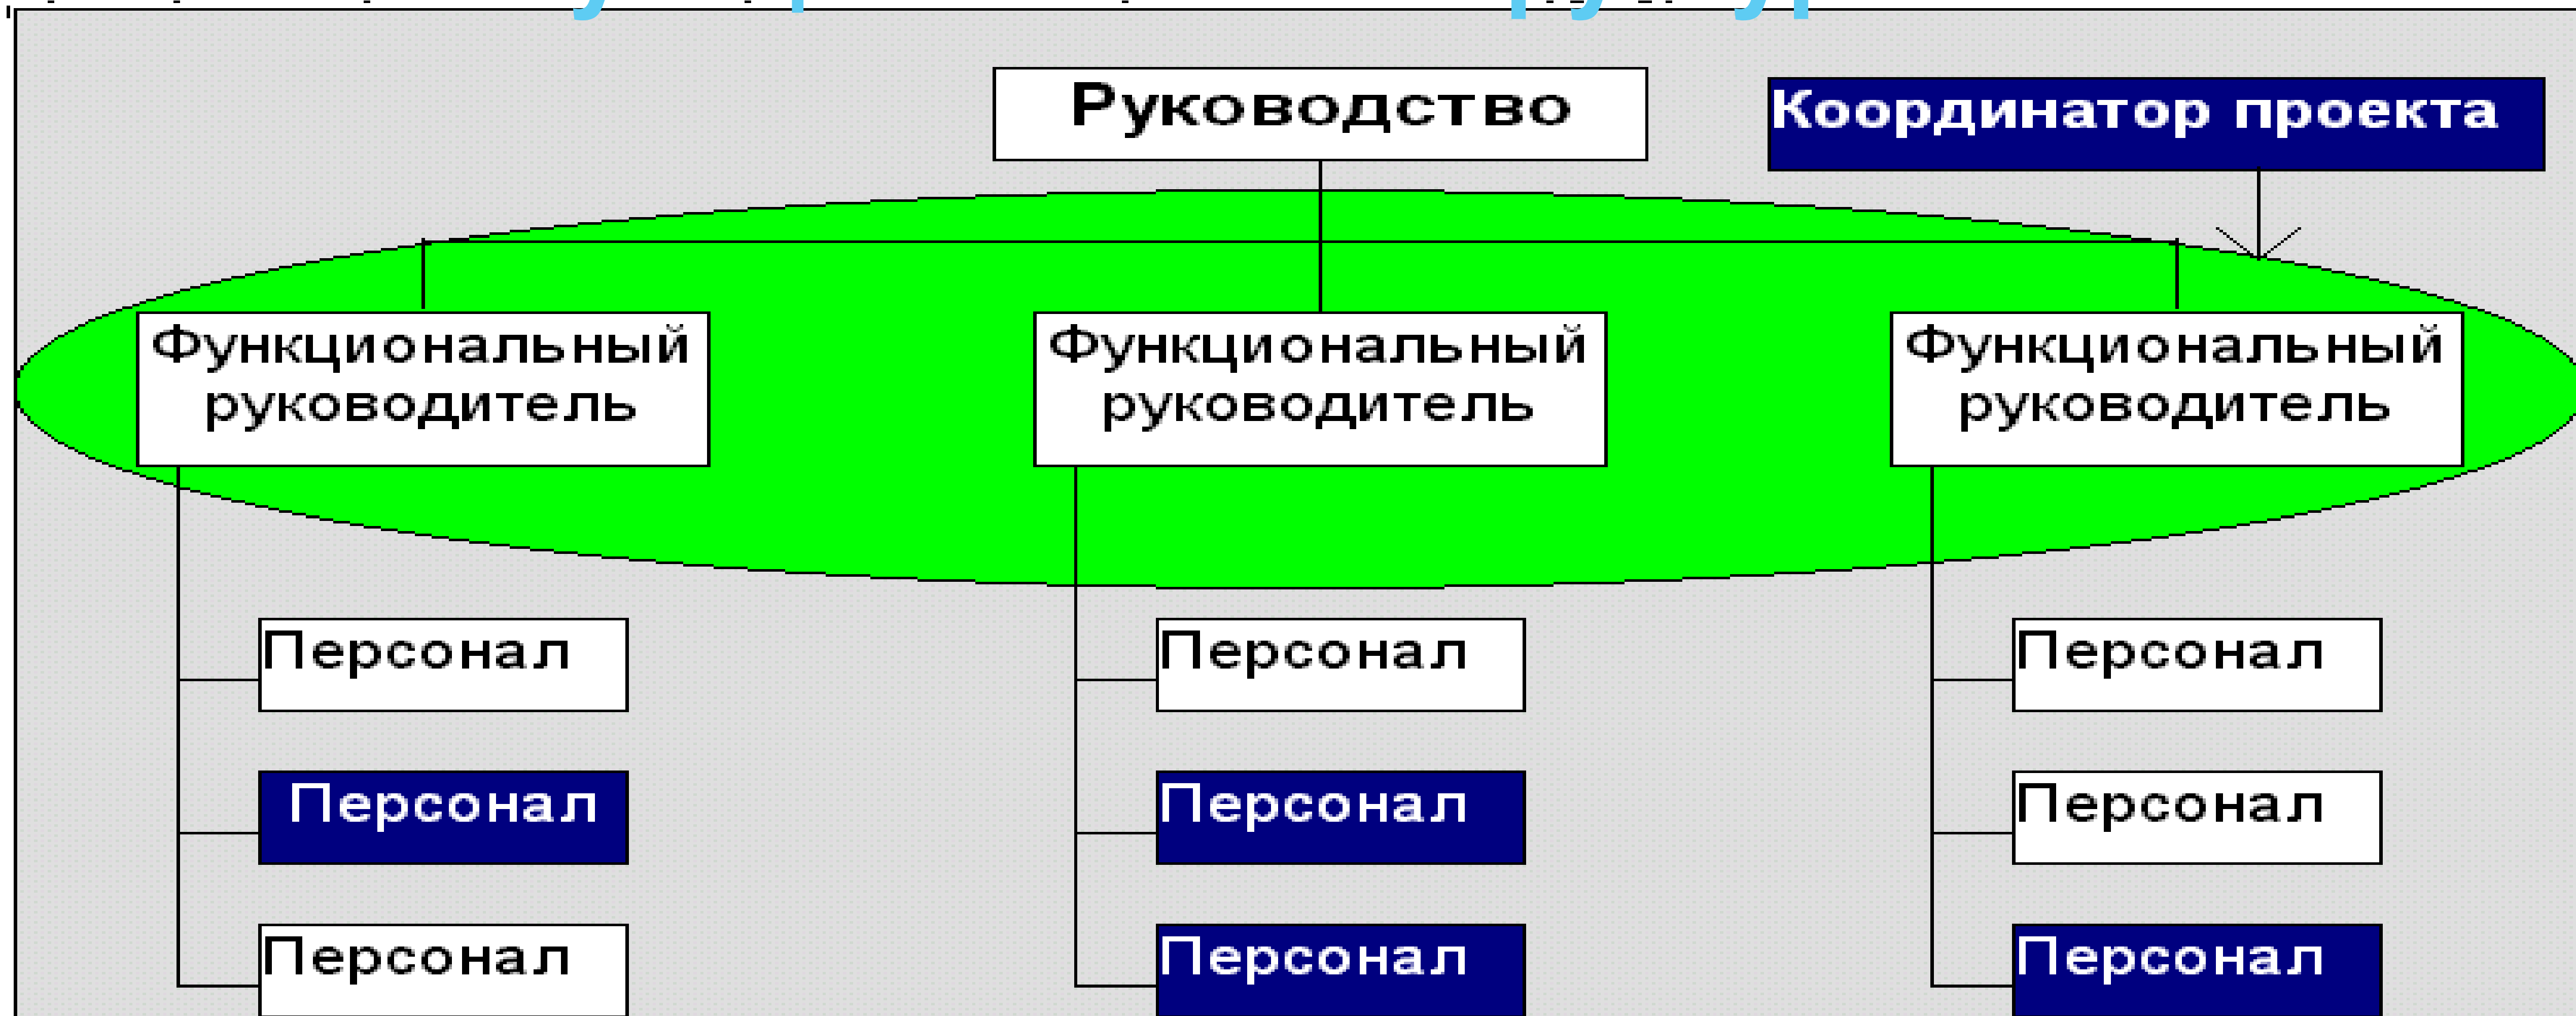 Руководство
Координатор проекта
Функциональный
руководитель
Функциональный
руководитель
Функциональный
руководитель
Персонал
Персонал
Персонал
Персонал
Персонал
Персонал
Персонал
Персонал
Персонал